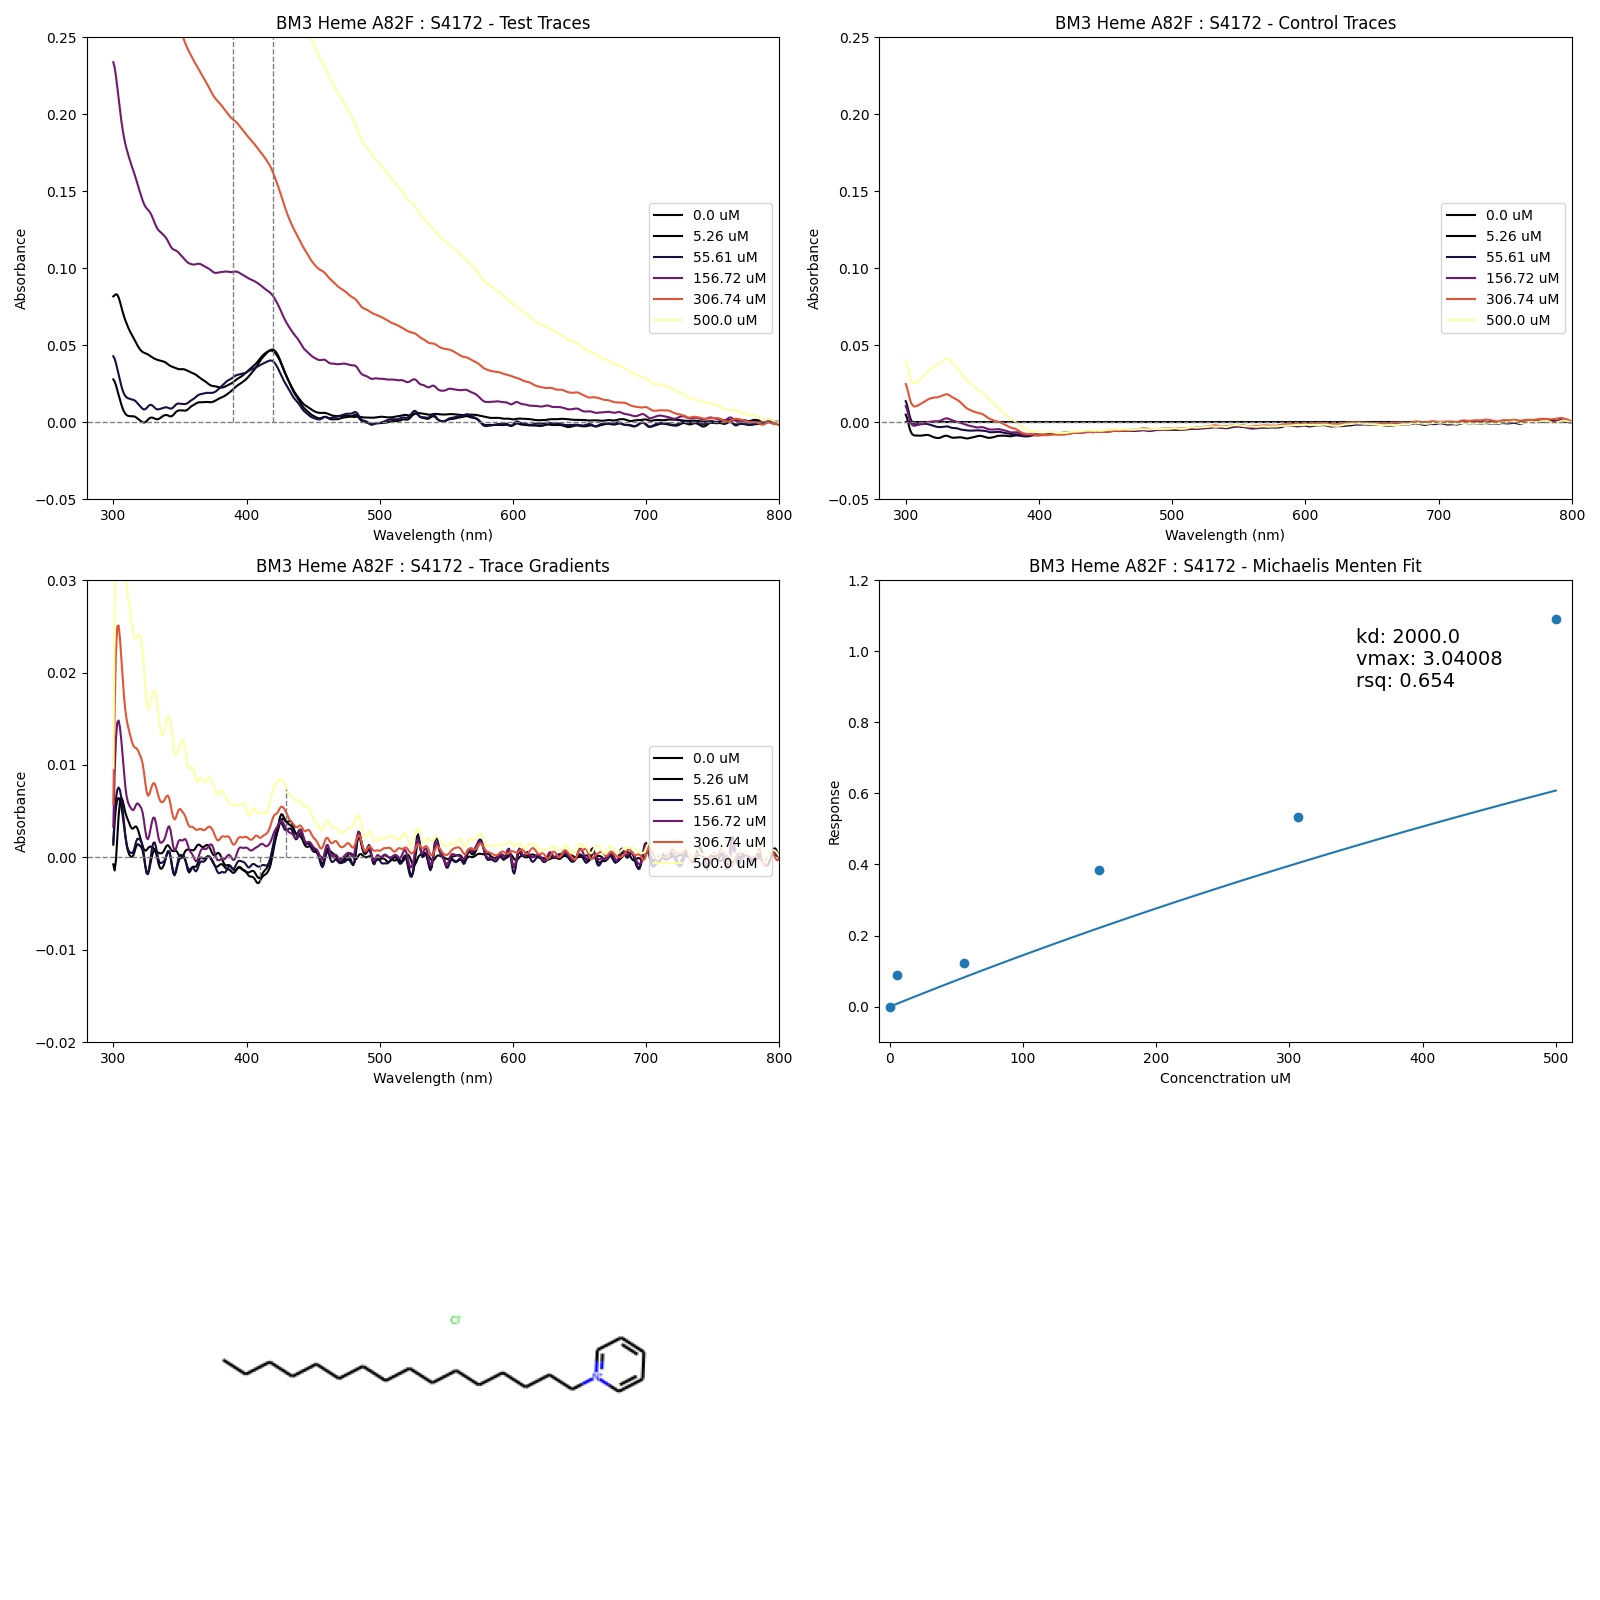 BM3 Heme A82F : S4172 - Test Traces
0.25
0.20
0.15
0.10
0.05
0.00
−0.05
Absorbance
300
400
500
600
700
800
Wavelength (nm)
0.0 uM
5.26 uM
55.61 uM
156.72 uM
306.74 uM
500.0 uM
BM3 Heme A82F : S4172 - Control Traces
0.25
0.20
0.15
0.10
0.05
0.00
−0.05
Absorbance
300
400
500
600
700
800
Wavelength (nm)
0.0 uM
5.26 uM
55.61 uM
156.72 uM
306.74 uM
500.0 uM
BM3 Heme A82F : S4172 - Trace Gradients
0.03
0.02
0.01
0.00
−0.01
−0.02
Absorbance
300
400
500
600
700
800
Wavelength (nm)
0.0 uM
5.26 uM
55.61 uM
156.72 uM
306.74 uM
500.0 uM
BM3 Heme A82F : S4172 - Michaelis Menten Fit
1.2
1.0
0.8
0.6
0.4
0.2
0.0
Response
0
100
200
300
400
500
Concenctration uM
kd: 2000.0
vmax: 3.04008
rsq: 0.654
Cl-
N+